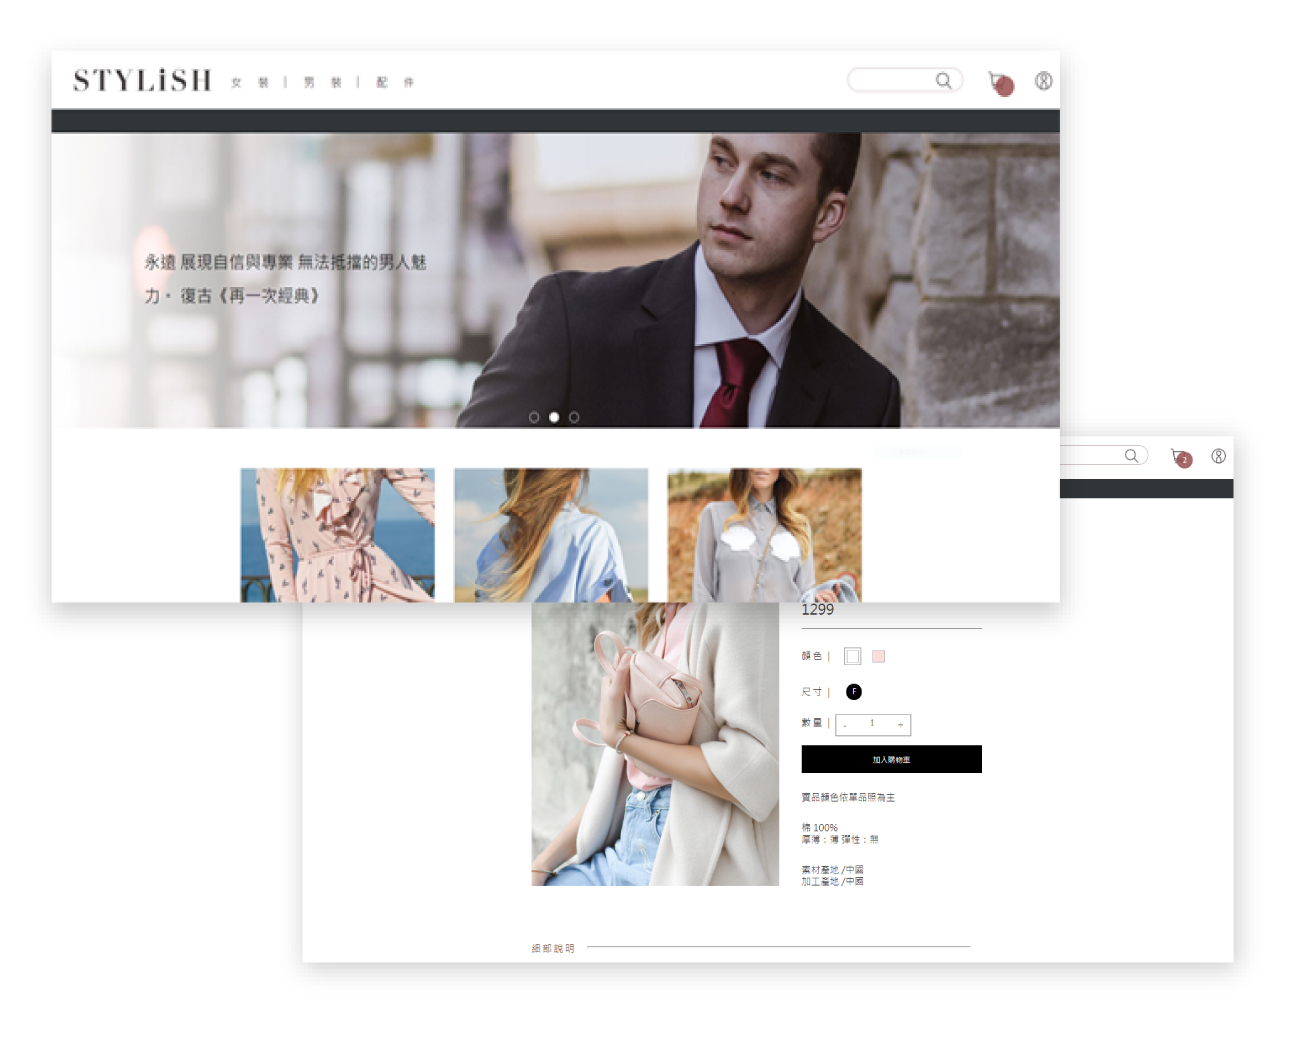 STYLiSH
女 裝 | 男 裝 | 配 件
永遠 展現自信與專業 無法抵擋的男人魅
力。 復古《再一次經典》
2
1299
顏色 |
尺寸 | F
數量 | - 1 +
加入購物車
實品顏色依單品照為主
棉 100%
厚薄：薄 彈性：無
素材產地 /中國
加工產地 /中國
細部說明